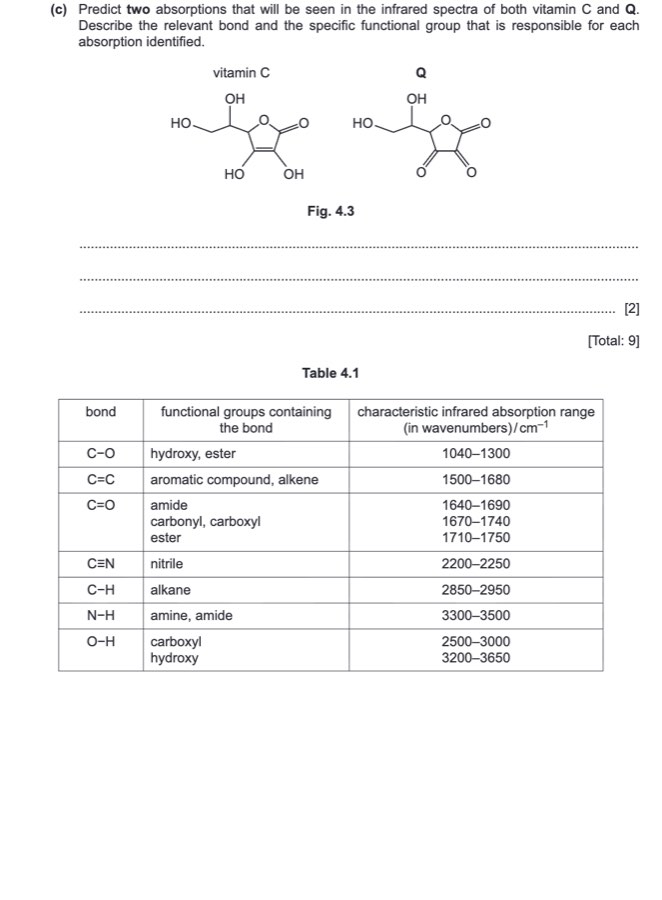 (c) Predict two absorptions that will be seen in the infrared spectra of both vitamin C and Q.
Describe the relevant bond and the specific functional group that is responsible for each
absorption identified.
vitamin C Q
OH OH
HO O O HO O O
HO OH O O
Fig. 4.3
[2]
[Total: 9]
Table 4.1
bond functional groups containing the bond characteristic infrared absorption range (in wavenumbers)/cm⁻¹
C–O hydroxy, ester 1040–1300
C=C aromatic compound, alkene 1500–1680
C=O amide 1640–1690
carbonyl, carboxyl 1670–1740
ester 1710–1750
C≡N nitrile 2200–2250
C–H alkane 2850–2950
N–H amine, amide 3300–3500
O–H carboxyl 2500–3000
hydroxy 3200–3650